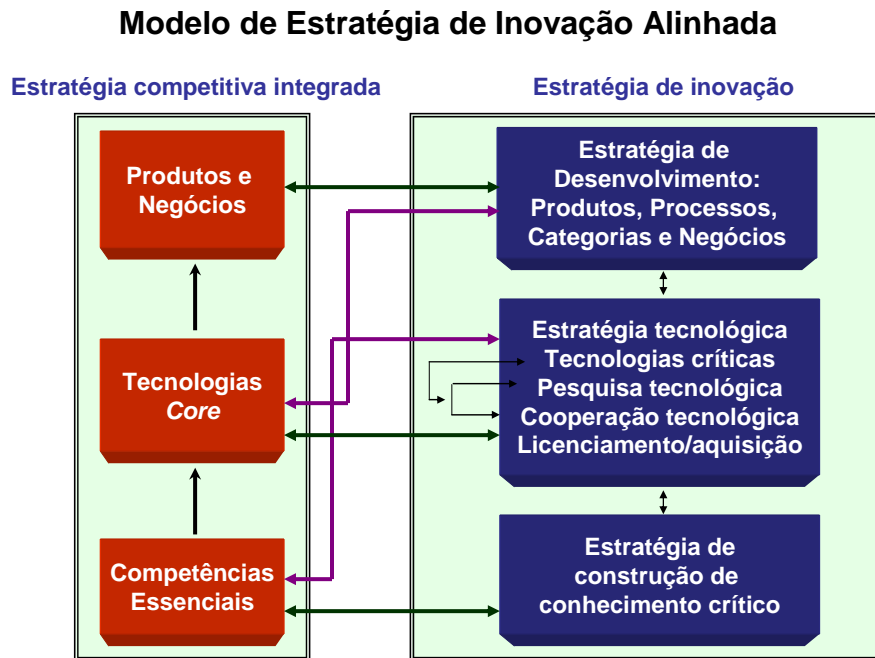 Modelo de Estratégia de Inovação Alinhada
Estratégia competitiva integrada
Estratégia de inovação
Produtos e
Negócios
Estratégia de
Desenvolvimento:
Produtos, Processos,
Categorias e Negócios
Tecnologias
Core
Estratégia tecnológica
Tecnologias críticas
Pesquisa tecnológica
Cooperação tecnológica
Licenciamento/aquisição
Competências
Essenciais
Estratégia de
construção de
conhecimento crítico